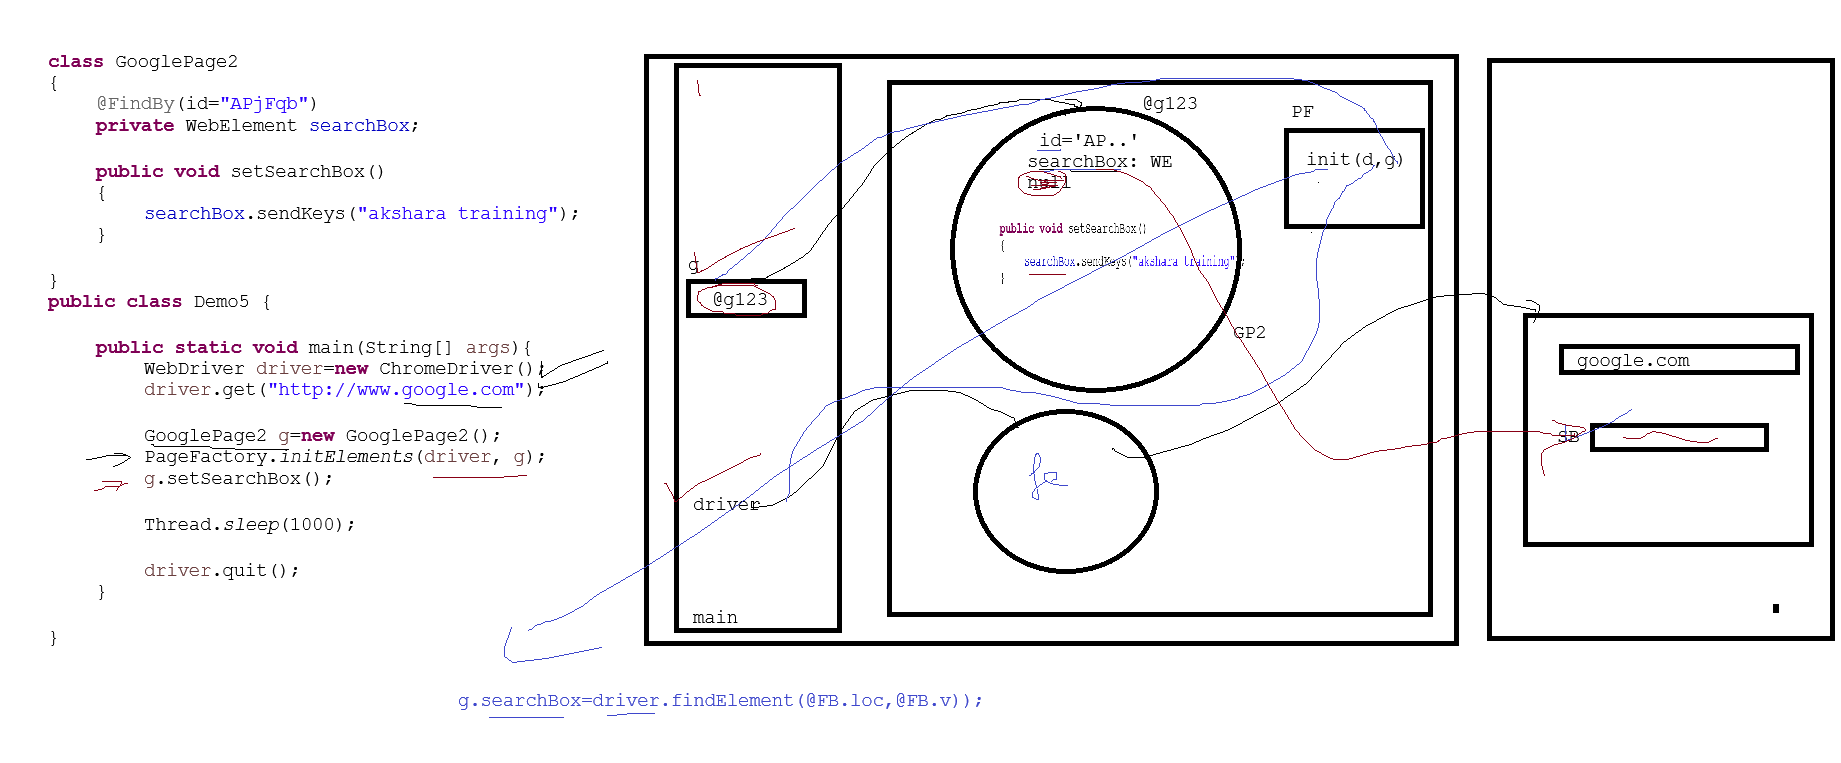 class GooglePage2
{
@FindBy(id="APjFqb")
private WebElement searchBox;
public void setSearchBox()
{
searchBox.sendKeys("akshara training");
}
}
public class Demo5 {
public static void main(String[] args){
WebDriver driver=new ChromeDriver();
driver.get("http://www.google.com");
GooglePage2 g=new GooglePage2();
PageFactory.initElements(driver, g);
g.setSearchBox();
Thread.sleep(1000);
driver.quit();
}
}
g
@g123
driver
main
@g123
id='AP..'
searchBox: WE
null
public void setSearchBox()
{
searchBox.sendKeys("akshara training");
}
GP2
PF
init(d,g)
google.com
SB
g.searchBox=driver.findElement(@FB.loc,@FB.v));